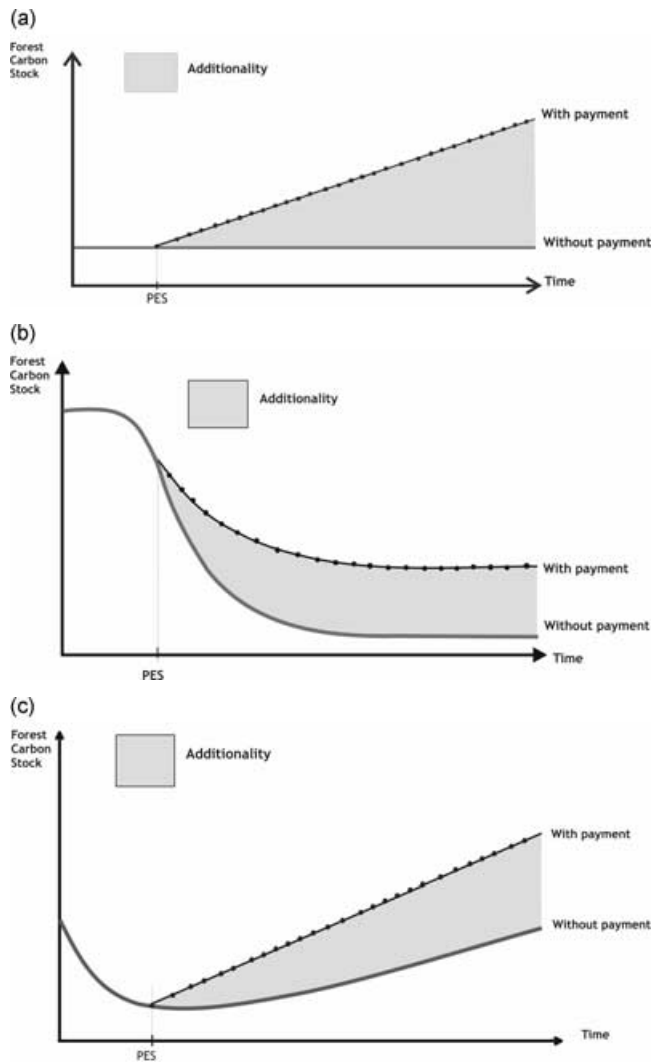 (a)
Forest
Carbon
Stock
Additionality
With payment
Without payment
Time
PES
(b)
Forest
Carbon
Stock
Additionality
With payment
Without payment
Time
PES
(c)
Forest
Carbon
Stock
Additionality
With payment
Without payment
Time
PES